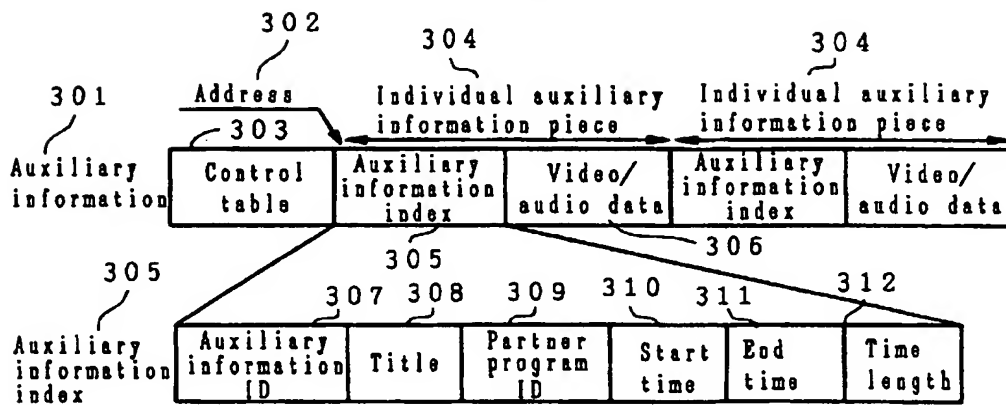 302
304
304
301
Address
Individual auxiliary
information piece
Individual auxiliary
information piece
303
Auxiliary
information
Control
table
Auxiliary
information
index
Video/
audio data
Auxiliary
information
index
Video/
audio data
305
306
305
307
308
309
310
311
312
Auxiliary
information
index
Auxiliary
information
ID
Title
Partner
program
ID
Start
time
End
time
Time
length